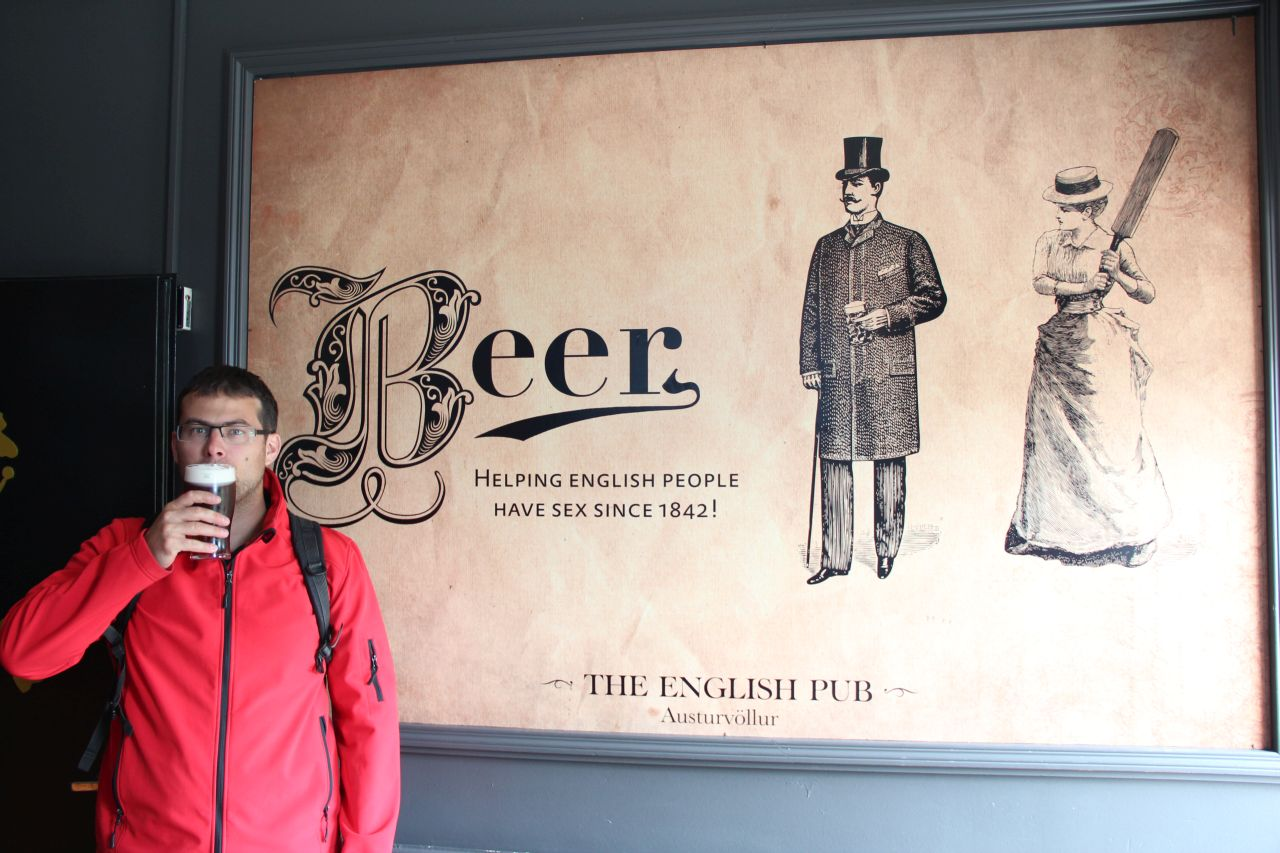 Beer
HELPING ENGLISH PEOPLE
HAVE SEX SINCE 1842!
THE ENGLISH PUB
Austurvöllur